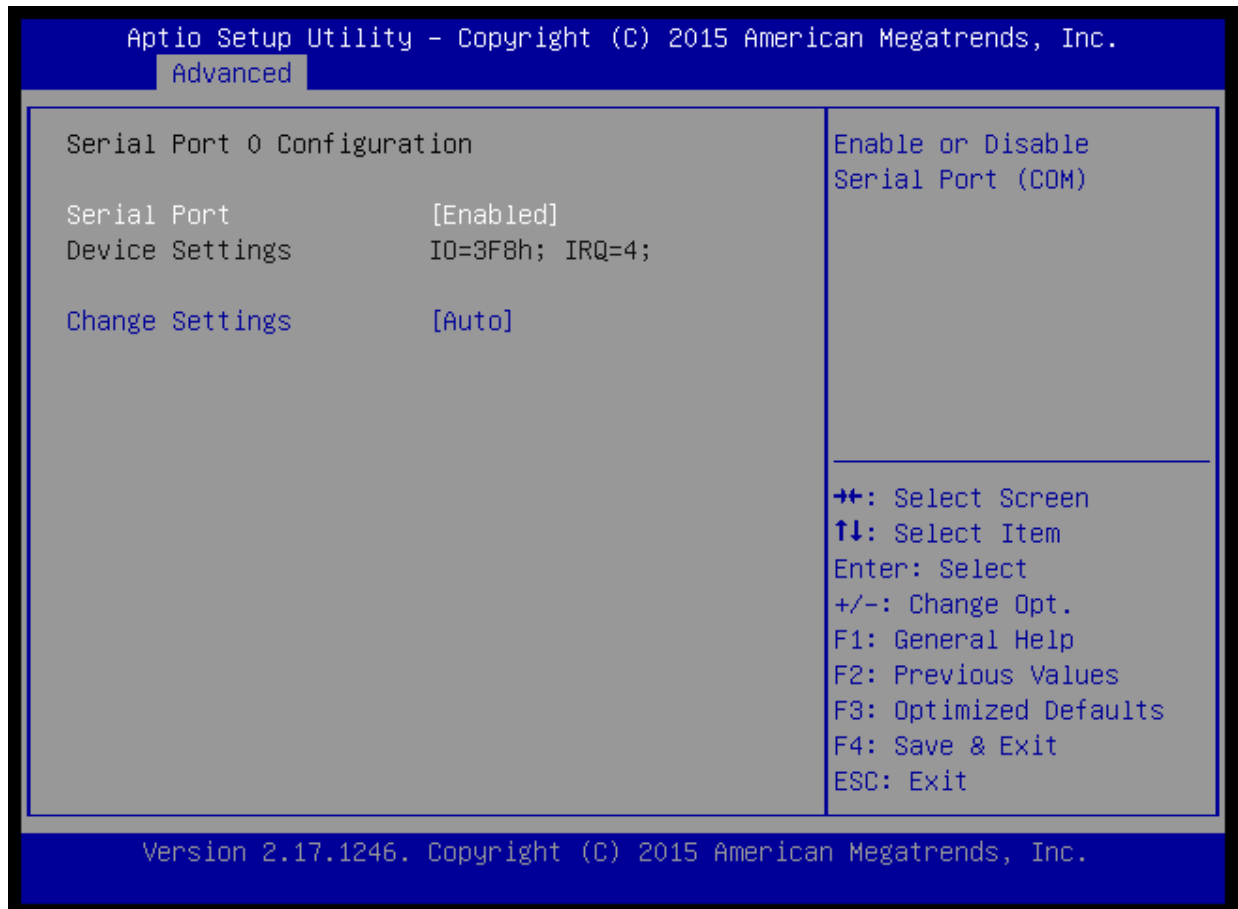 Aptio Setup Utility – Copyright (C) 2015 American Megatrends, Inc.
Advanced
Serial Port 0 Configuration
Serial Port [Enabled]
Device Settings IO=3F8h; IRQ=4;
Change Settings [Auto]
Enable or Disable
Serial Port (COM)
→←: Select Screen
↑↓: Select Item
Enter: Select
+/-: Change Opt.
F1: General Help
F2: Previous Values
F3: Optimized Defaults
F4: Save & Exit
ESC: Exit
Version 2.17.1246. Copyright (C) 2015 American Megatrends, Inc.